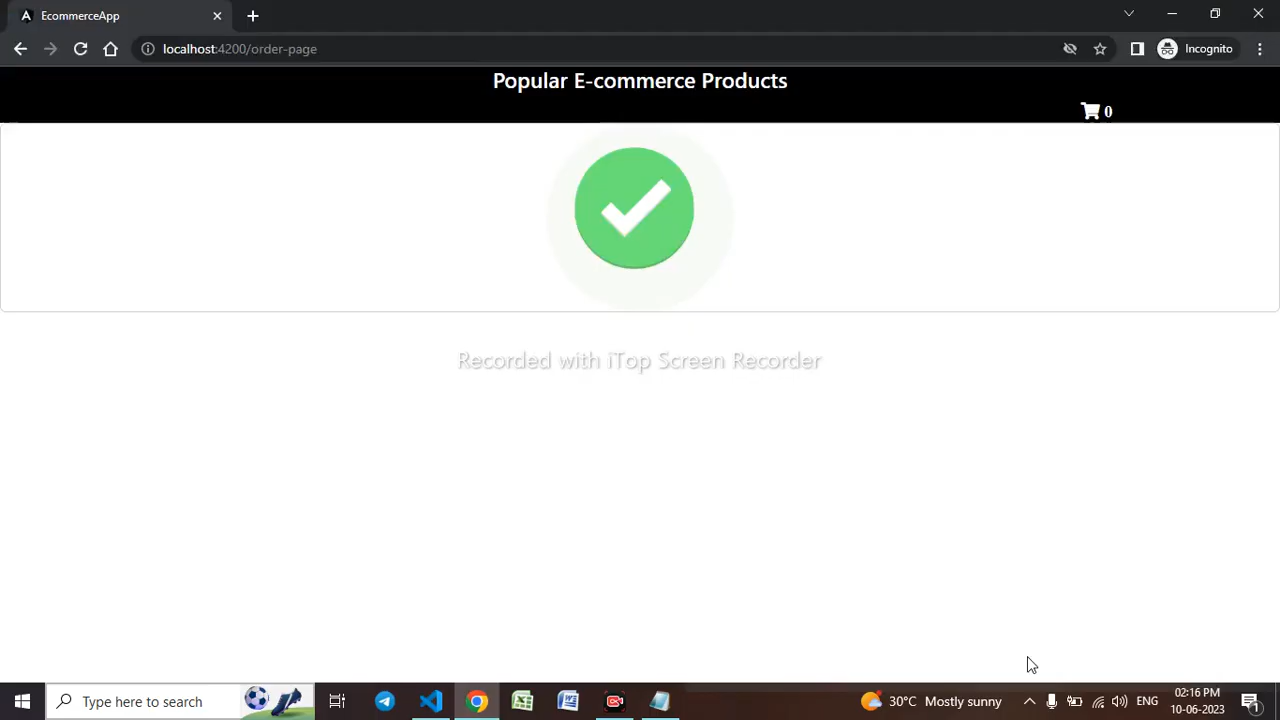 EcommerceApp
localhost:4200/order-page
Incognito
Popular E-commerce Products
0
Recorded with iTop Screen Recorder
Type here to search
30°C Mostly sunny
ENG
02:16 PM
10-06-2023
1